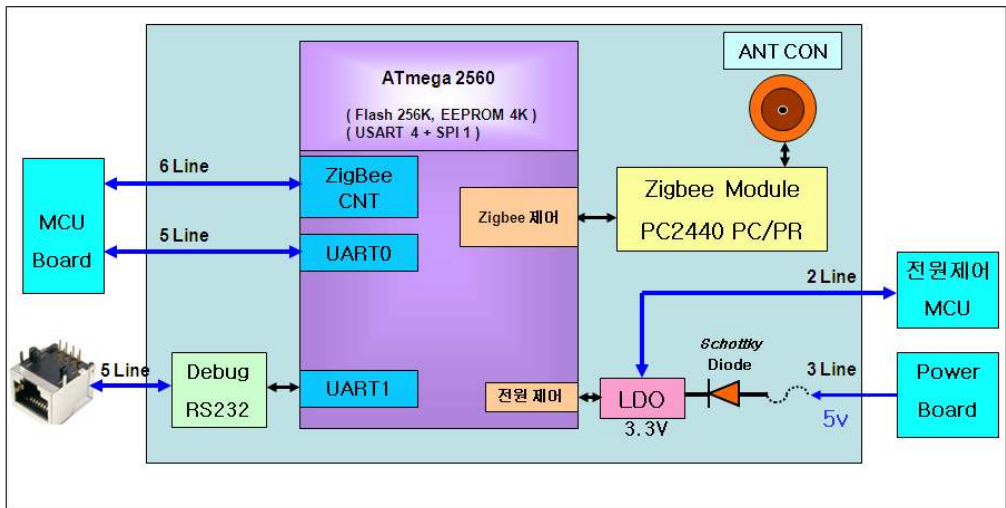 ATmega 2560
( Flash 256K, EEPROM 4K )
( USART 4 + SPI 1 )
ANT CON
6 Line
ZigBee
CNT
MCU
Board
5 Line
UART0
Zigbee 제어
Zigbee Module
PC2440 PC/PR
2 Line
전원제어
MCU
5 Line
Debug
RS232
UART1
전원 제어
LDO
3.3V
Schottky
Diode
3 Line
5v
Power
Board